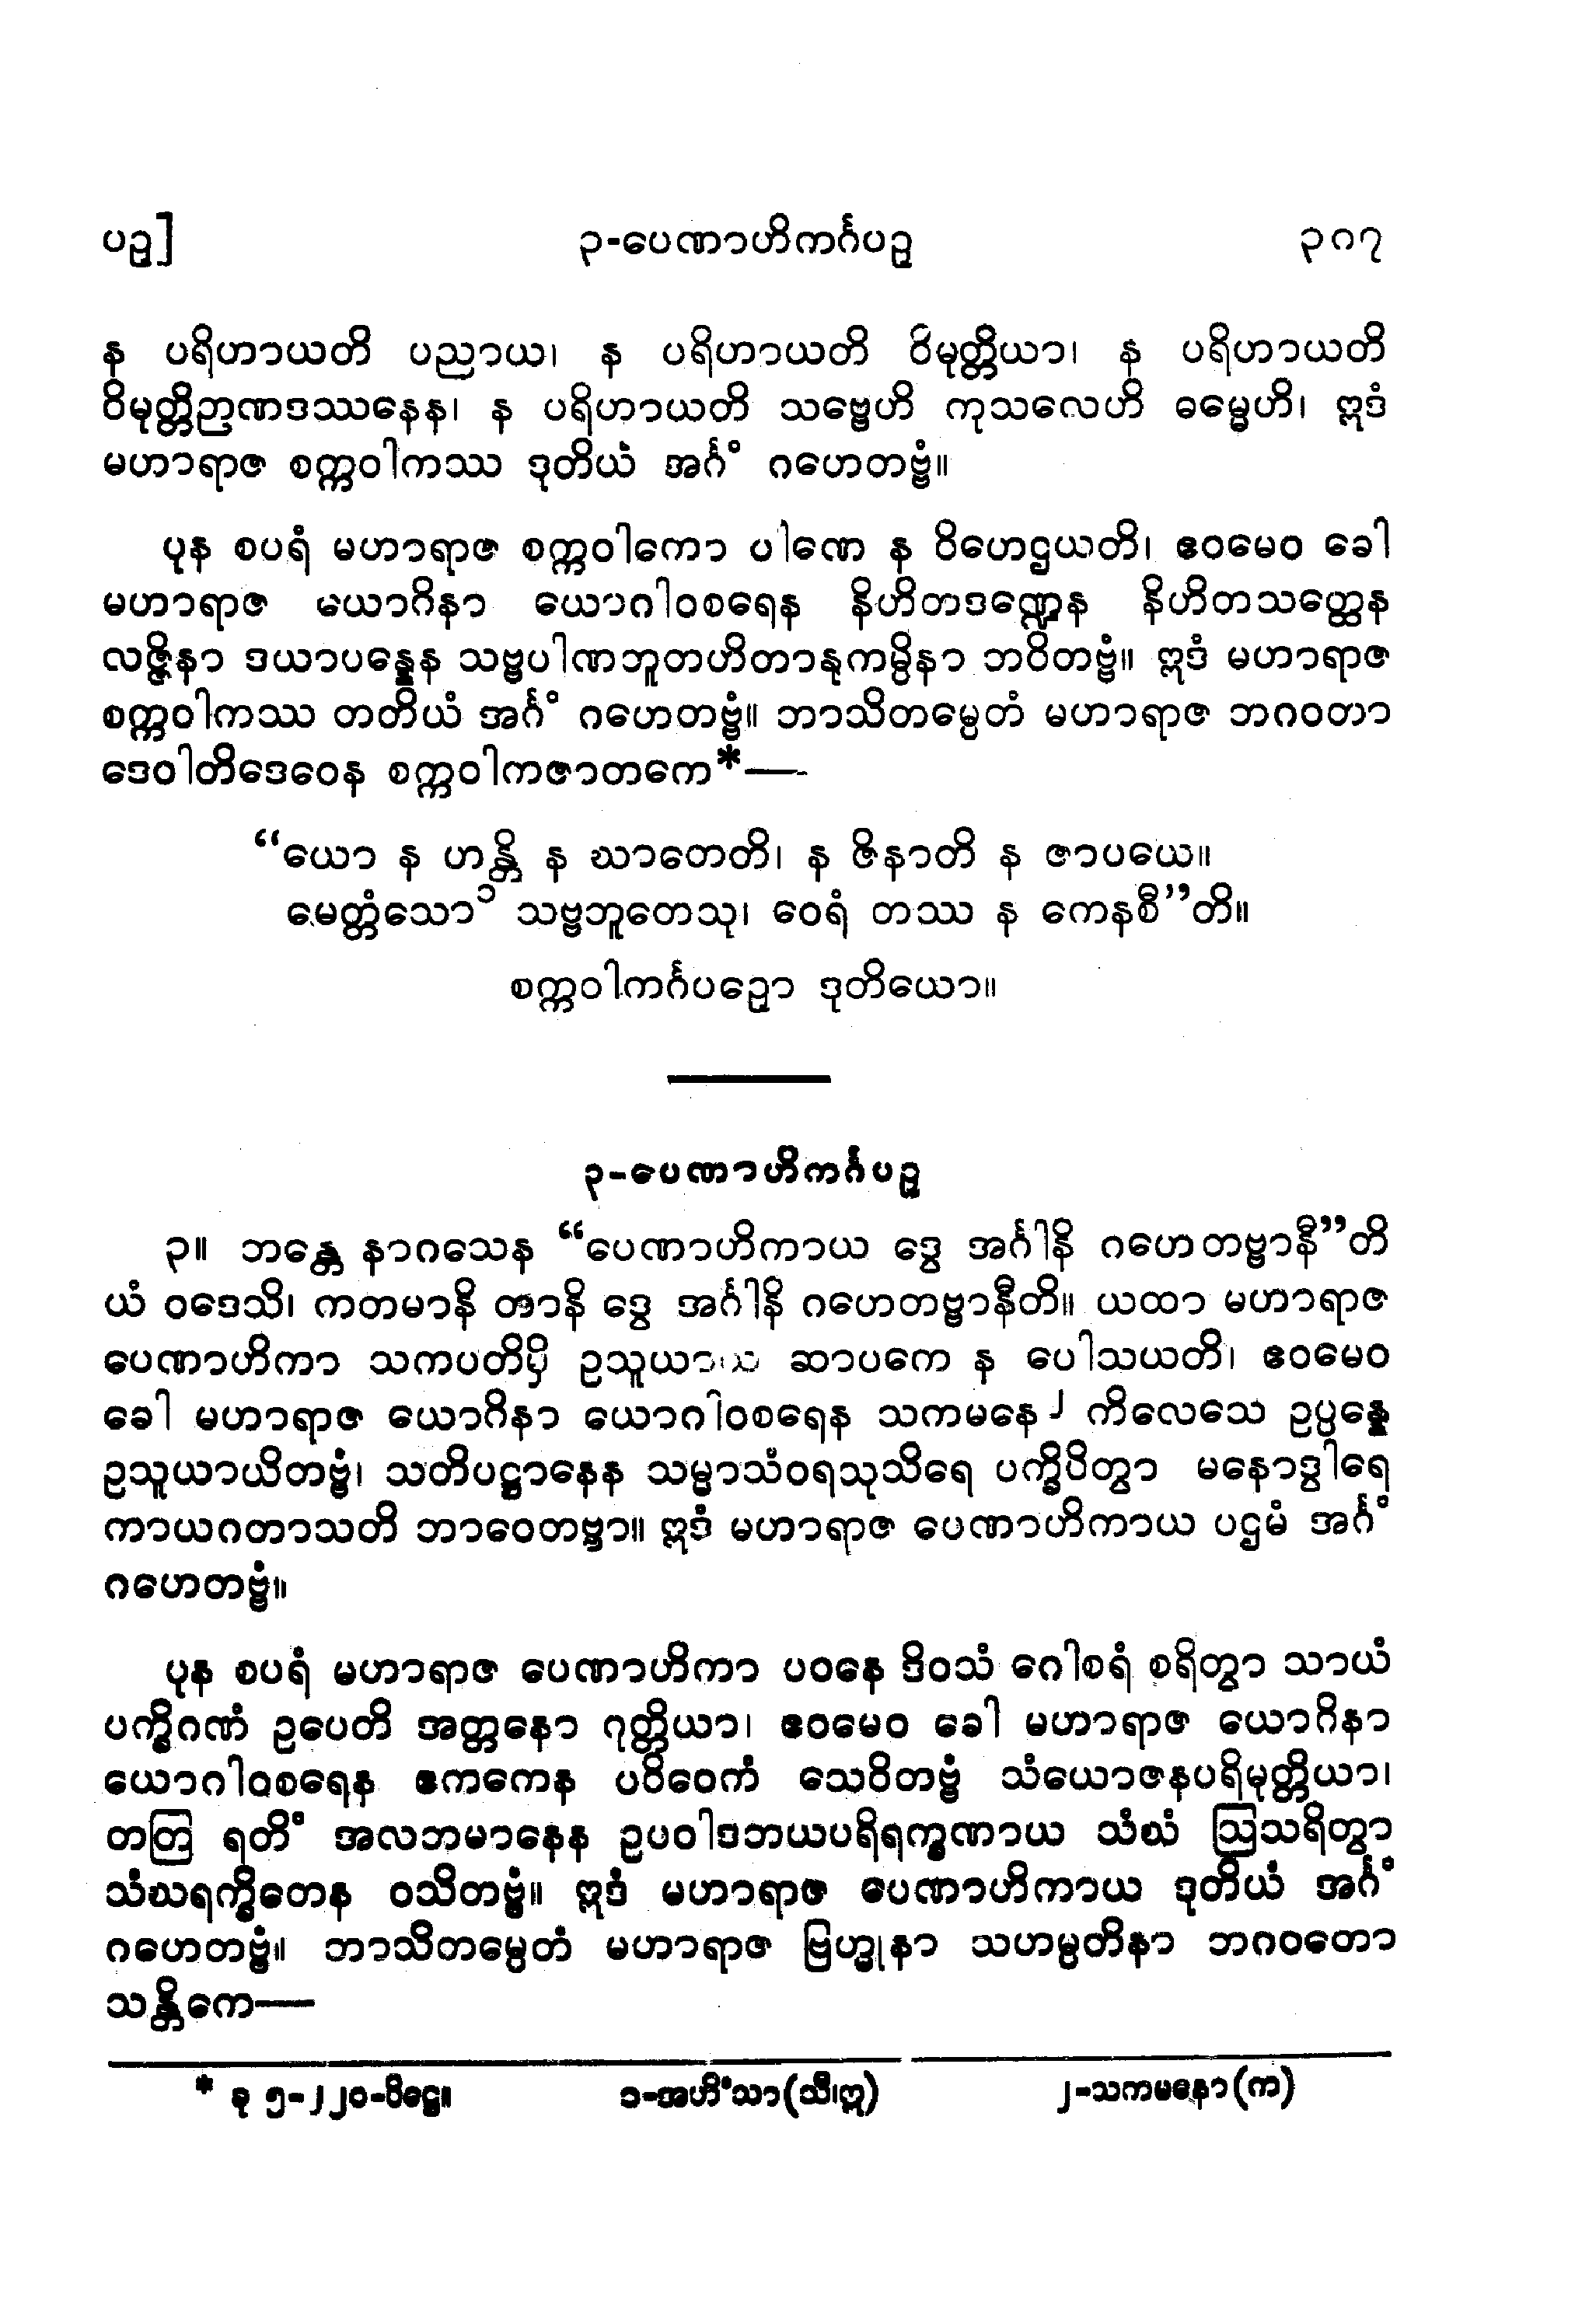 ပဉှ]
၃-ပေဏာဟိကင်္ဂပဉှ
၃၈၇
န ပရိဟာယတိ ပညာယ၊ န ပရိဟာယတိ ဝိမုတ္တိယာ၊ န ပရိဟာယတိ
ဝိမုတ္တိဉာဏဒဿနေန၊ န ပရိဟာယတိ သဗ္ဗေဟိ ကုသလေဟိ ဓမ္မေဟိ၊ ဣဒံ
မဟာရာဇ စက္ကဝါကဿ ဒုတိယံ အင်္ဂံ ဂဟေတဗ္ဗံ။
ပုန စပရံ မဟာရာဇ စက္ကဝါကော ပါဏေ န ဝိဟေဌယတိ၊ ဧဝမေဝ ခေါ
မဟာရာဇ ယောဂိနာ ယောဂါဝစရေန နိဟိတဒဏ္ဍေန နိဟိတသတ္ထေန
လဇ္ဇိနာ ဒယာပန္နေန သဗ္ဗပါဏဘူတဟိတာနုကမ္ပိနာ ဘဝိတဗ္ဗံ။ ဣဒံ မဟာရာဇ
စက္ကဝါကဿ တတိယံ အင်္ဂံ ဂဟေတဗ္ဗံ။ ဘာသိတမ္ပေတံ မဟာရာဇ ဘဂဝတာ
ဒေဝါတိဒေဝေန စက္ကဝါကဇာတကေ*—
“ယော န ဟန္တိ န ဃာတေတိ၊ န ဇိနာတိ န ဇာပယေ။
မေတ္တံသော၁ သဗ္ဗဘူတေသု၊ ဝေရံ တဿ န ကေနစီ”တိ။
စက္ကဝါကင်္ဂပဉှော ဒုတိယော။
၃-ပေဏာဟိကင်္ဂပဉှ
၃။ ဘန္တေ နာဂသေန “ပေဏာဟိကာယ ဒွေ အင်္ဂါနိ ဂဟေတဗ္ဗာနီ”တိ
ယံ ဝဒေသိ၊ ကတမာနိ တာနိ ဒွေ အင်္ဂါနိ ဂဟေတဗ္ဗာနီတိ။ ယထာ မဟာရာဇ
ပေဏာဟိကာ သကပတိမှိ ဥသူယာယ ဆာပကေ န ပေါသယတိ၊ ဧဝမေဝ
ခေါ မဟာရာဇ ယောဂိနာ ယောဂါဝစရေန သကမနေ၂ ကိလေသေ ဥပ္ပန္နေ
ဥသူယာယိတဗ္ဗံ၊ သတိပဋ္ဌာနေန သမ္မာသံဝရသုသိရေ ပက္ခိပိတွာ မနောဒွါရေ
ကာယဂတာသတိ ဘာဝေတဗ္ဗာ။ ဣဒံ မဟာရာဇ ပေဏာဟိကာယ ပဌမံ အင်္ဂံ
ဂဟေတဗ္ဗံ။
ပုန စပရံ မဟာရာဇ ပေဏာဟိကာ ပဝနေ ဒိဝသံ ဂေါစရံ စရိတွာ သာယံ
ပက္ခိဂဏံ ဥပေတိ အတ္တနော ဂုတ္တိယာ၊ ဧဝမေဝ ခေါ မဟာရာဇ ယောဂိနာ
ယောဂါဝစရေန ဧကကေန ပဝိဝေကံ သေဝိတဗ္ဗံ သံယောဇနပရိမုတ္တိယာ၊
တတြ ရတိံ အလဘမာနေန ဥပဝါဒဘယပရိရက္ခဏာယ သံဃံ ဩသရိတွာ
သံဃရက္ခိတေန ဝသိတဗ္ဗံ။ ဣဒံ မဟာရာဇ ပေဏာဟိကာယ ဒုတိယံ အင်္ဂံ
ဂဟေတဗ္ဗံ။ ဘာသိတမ္ပေတံ မဟာရာဇ ဗြဟ္မုနာ သဟမ္ပတိနာ ဘဂဝတော
သန္တိကေ—
* ခု ၅-၂၂၀-ပိဋ္ဌေ။
၁-အဟိံသာ(သီ၊ဣ)
၂-သကမနော(က)